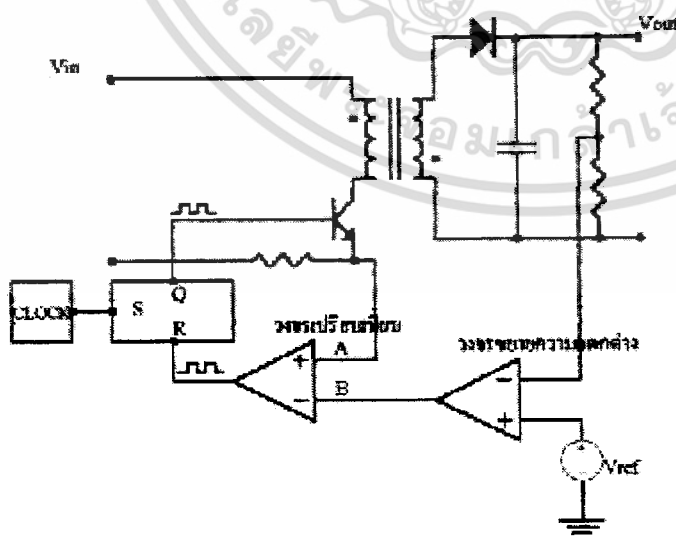 Vout
Vin
CLOCK
S
Q
R
วงจรเปรียบเทียบ
A
B
วงจรขยายความแตกต่าง
Vref